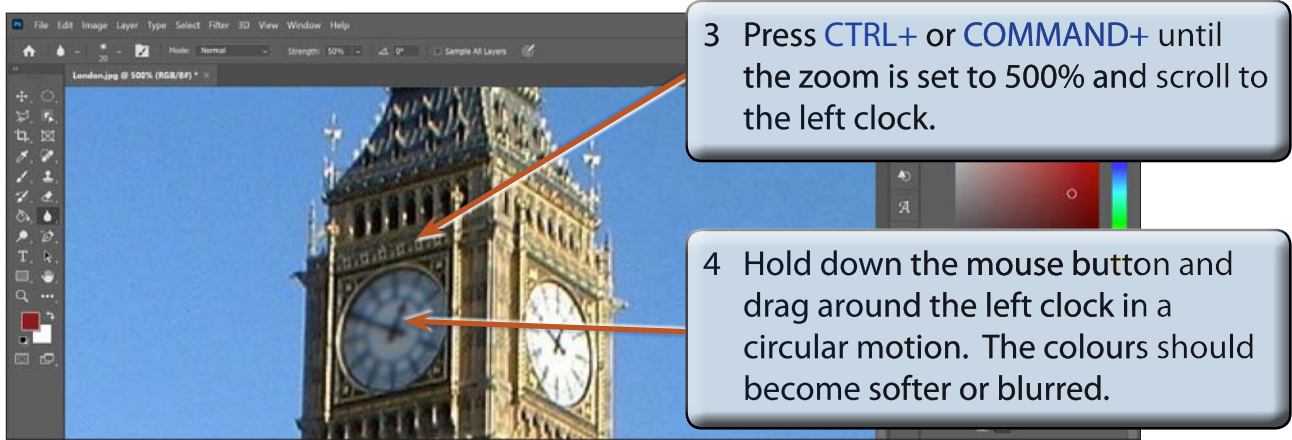 Ps File Edit Image Layer Type Select Filter 3D View Window Help
20 Mode: Normal Strength: 50% 0° Sample All Layers
London.jpg @ 500% (RGB/8#) * ×
3 Press CTRL+ or COMMAND+ until
the zoom is set to 500% and scroll to
the left clock.
4 Hold down the mouse button and
drag around the left clock in a
circular motion. The colours should
become softer or blurred.